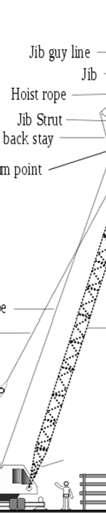 Jib guy line
Jib
Hoist rope
Jib Strut
back stay
m point
e